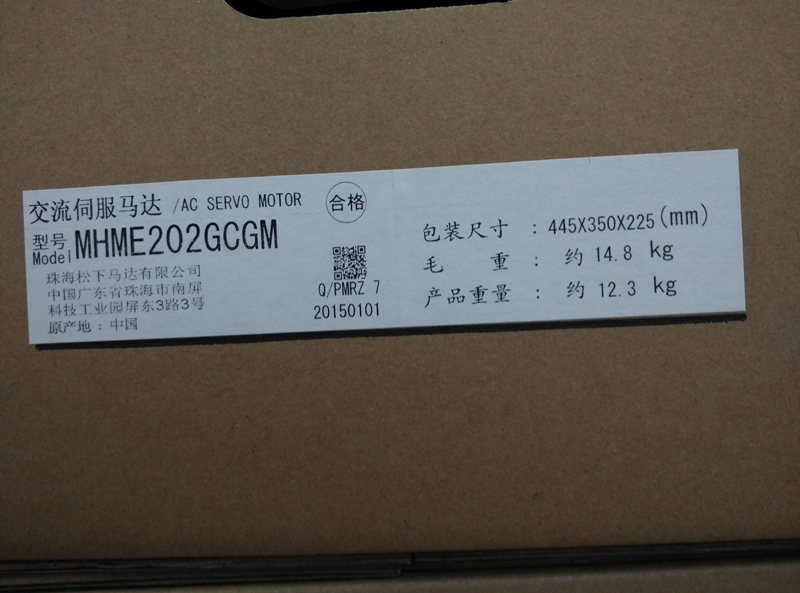 交流伺服马达 /AC SERVO MOTOR
合格
型号
Model MHME202GCGM
珠海松下马达有限公司
中国广东省珠海市南屏
科技工业园屏东3路3号
原产地：中国
Q/PMRZ 7
20150101
包装尺寸 ：445X350X225(mm)
毛 重 ：约 14.8 kg
产品重量 ：约 12.3 kg